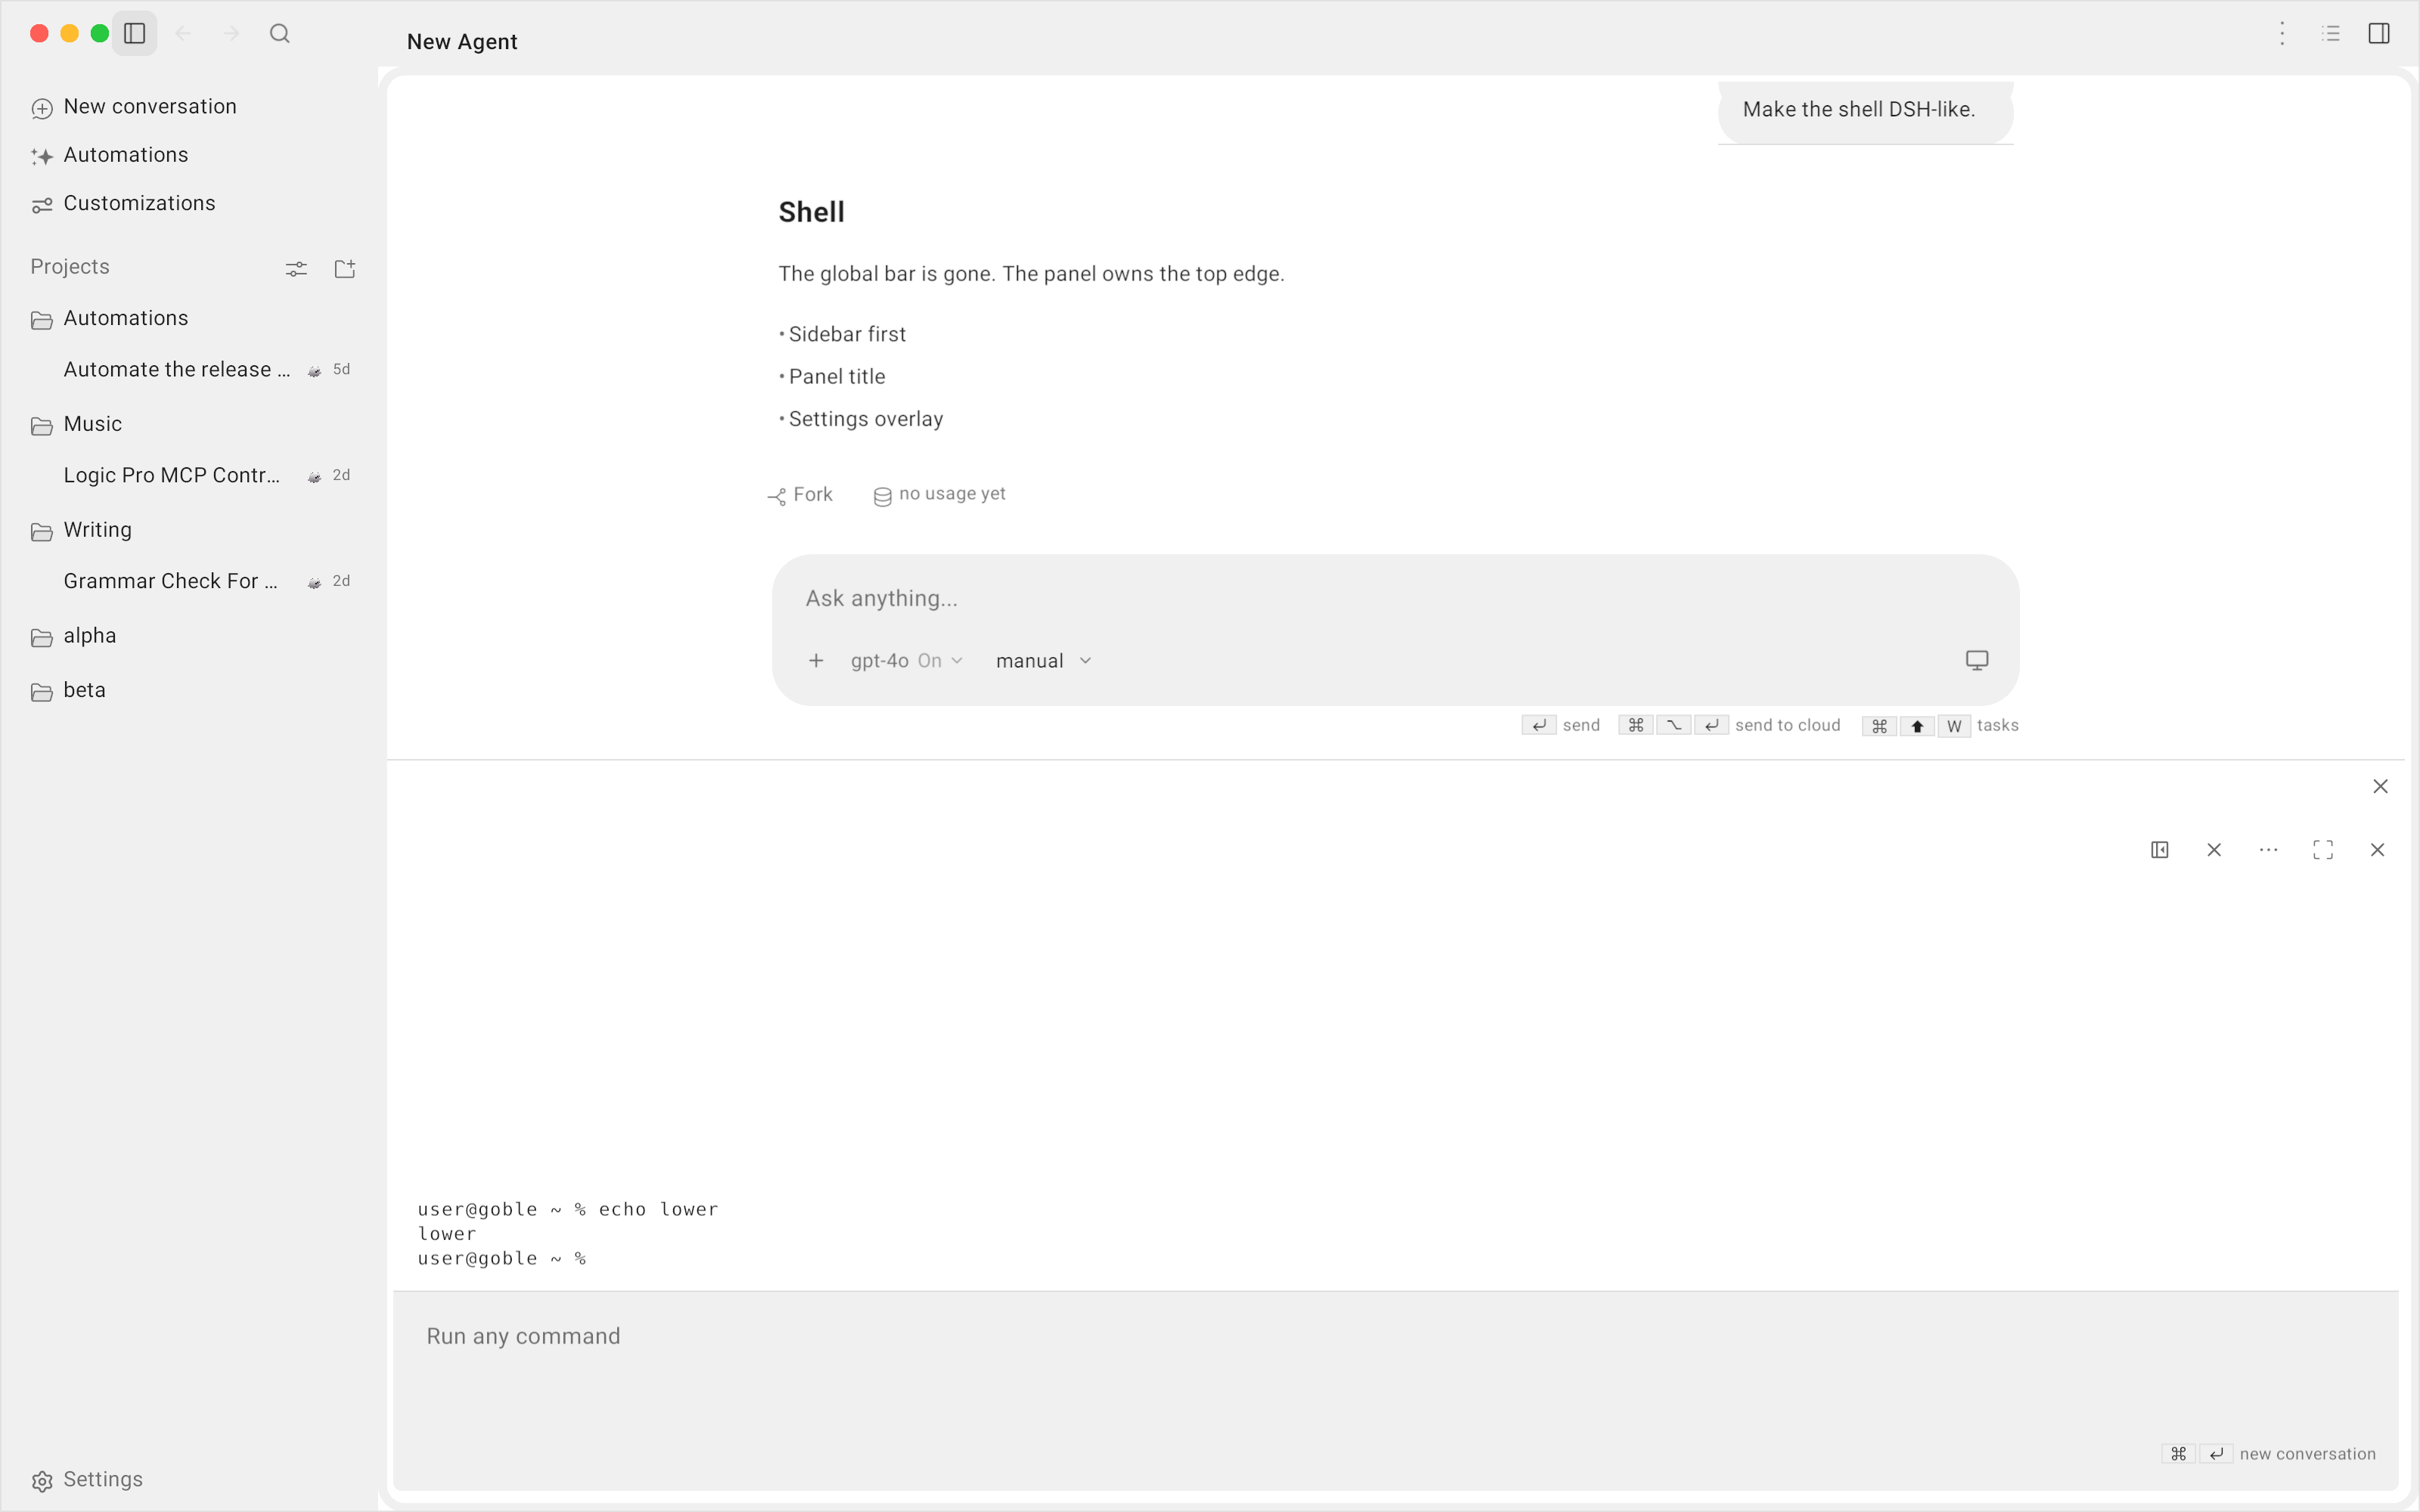 New Agent
New conversation
Automations
Customizations
Projects
Automations
Automate the release ... 5d
Music
Logic Pro MCP Contr... 2d
Writing
Grammar Check For ... 2d
alpha
beta
Settings
Make the shell DSH-like.
Shell
The global bar is gone. The panel owns the top edge.
• Sidebar first
• Panel title
• Settings overlay
Fork no usage yet
Ask anything...
gpt-4o On manual
↵ send ⌘ ⌥ ↵ send to cloud ⌘ ⬆ W tasks
user@goble ~ % echo lower
lower
user@goble ~ %
Run any command
⌘ ↵ new conversation